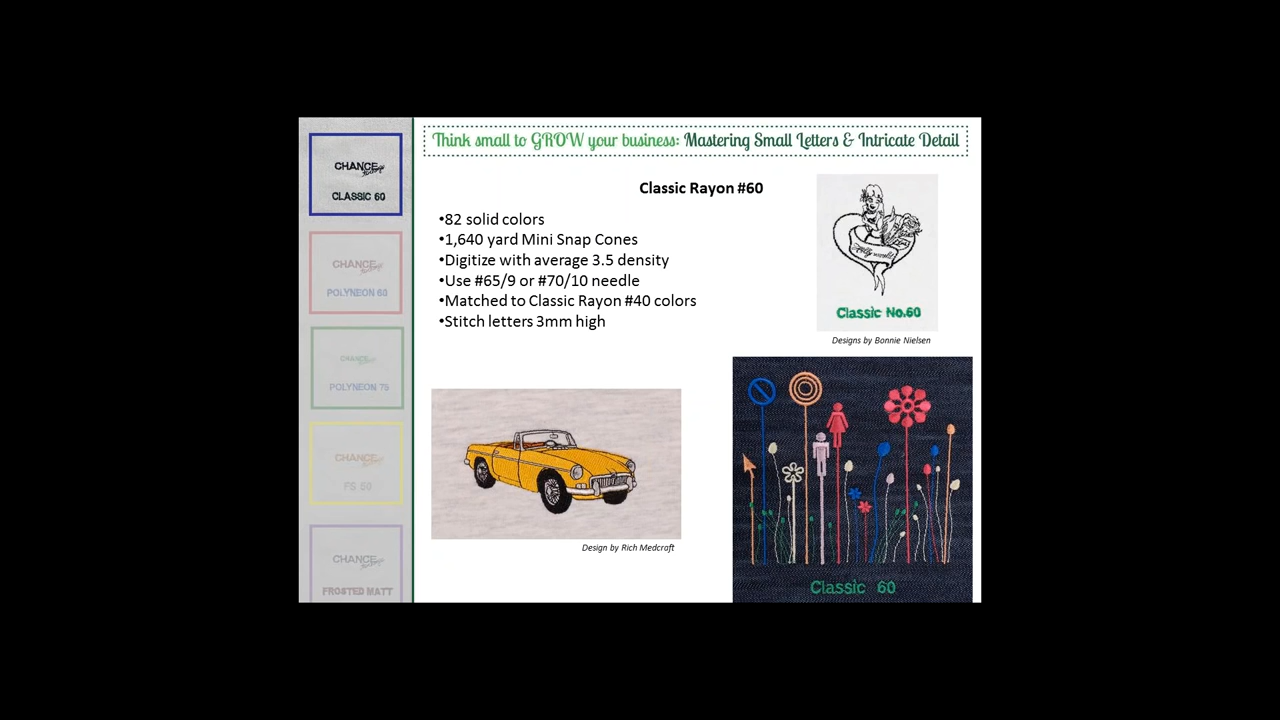 Think small to GROW your business: Mastering Small Letters & Intricate Detail
CHANCE
CLASSIC 60
CHANCE
POLYNEON 60
CHANCE
POLYNEON 75
CHANCE
FS 50
CHANCE
FROSTED MATT
Classic Rayon #60
•82 solid colors
•1,640 yard Mini Snap Cones
•Digitize with average 3.5 density
•Use #65/9 or #70/10 needle
•Matched to Classic Rayon #40 colors
•Stitch letters 3mm high
Classic No.60
Designs by Bonnie Nielsen
Design by Rich Medcraft
Classic 60